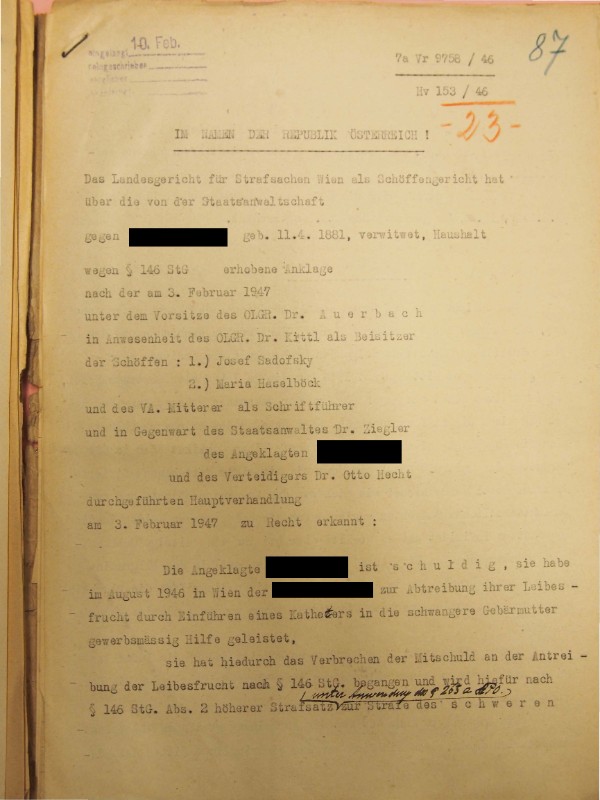 10. Feb.
7a Vr 9758 / 46
87
Hv 153 / 46
-23-
IM NAMEN DER REPUBLIK ÖSTERREICH !
Das Landesgericht für Strafsachen Wien als Schöffengericht hat
über die von der Staatsanwaltschaft
gegen geb. 11.4. 1881, verwitwet, Haushalt
wegen § 146 StG erhobene Anklage
nach der am 3. Februar 1947
unter dem Vorsitze des OLGR. Dr. A u e r b a c h
in Anwesenheit des OLGR. Dr. Kittl als Beisitzer
der Schöffen : 1.) Josef Sadofsky
2.) Maria Haselböck
und des VA. Mitterer als Schriftführer
und in Gegenwart des Staatsanwaltes Dr. Ziegler
des Angeklagten
und des Verteidigers Dr. Otto Hecht
durchgeführten Hauptverhandlung
am 3. Februar 1947 zu Recht erkannt :
Die Angeklagte ist s c h u l d i g , sie habe
im August 1946 in Wien der zur Abtreibung ihrer Leibes -
frucht durch Einführen eines Katheters in die schwangere Gebärmutter
gewerbsmässig Hilfe geleistet,
sie hat hiedurch das Verbrechen der Mitschuld an der Antrei -
bung der Leibesfrucht nach § 146 StG. begangen und wird hiefür nach
(unter Anwendung des § 265 a StPO.)
§ 146 StG. Abs. 2 höherer Strafsatz zur Strafe des s c h w e r e n